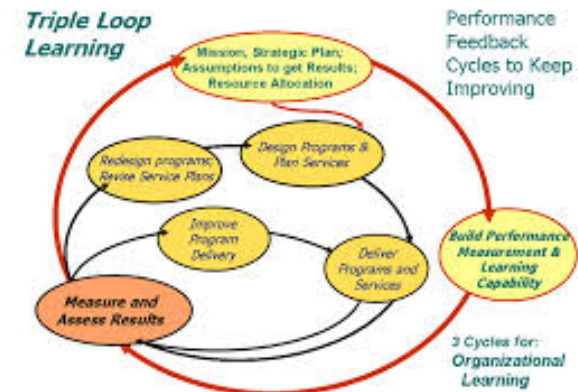 Triple Loop
Learning
Performance
Feedback
Cycles to Keep
Improving
Mission, Strategic Plan;
Assumptions to get Results;
Resource Allocation
Redesign programs;
Revise Service Plans
Design Programs &
Plan Services
Improve
Program
Delivery
Deliver
Programs and
Services
Build Performance
Measurement &
Learning
Capability
Measure and
Assess Results
3 Cycles for:
Organizational
Learning